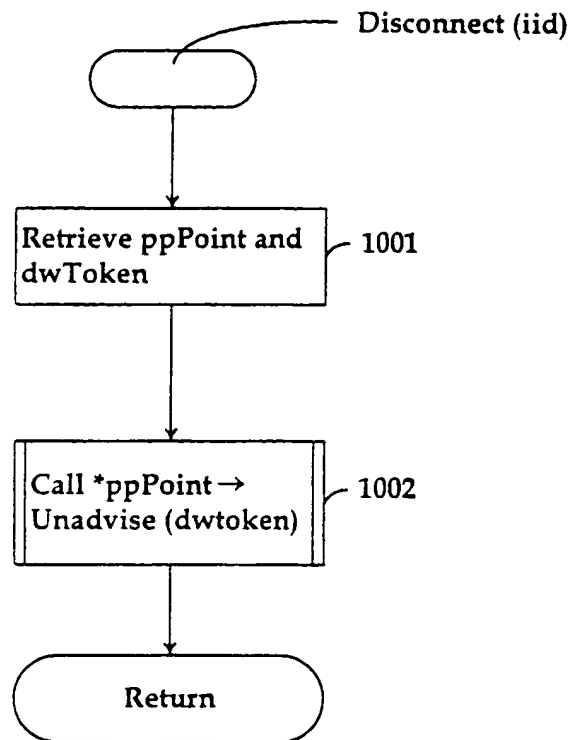 Disconnect (iid)
Retrieve ppPoint and
dwToken
1001
Call *ppPoint→
Unadvise (dwtoken)
1002
Return